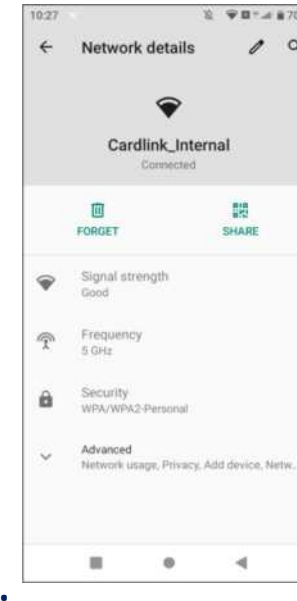 10:27
70
Network details
Cardlink_Internal
Connected
FORGET
SHARE
Signal strength
Good
Frequency
5 GHz
Security
WPA/WPA2-Personal
Advanced
Network usage, Privacy, Add device, Netw..